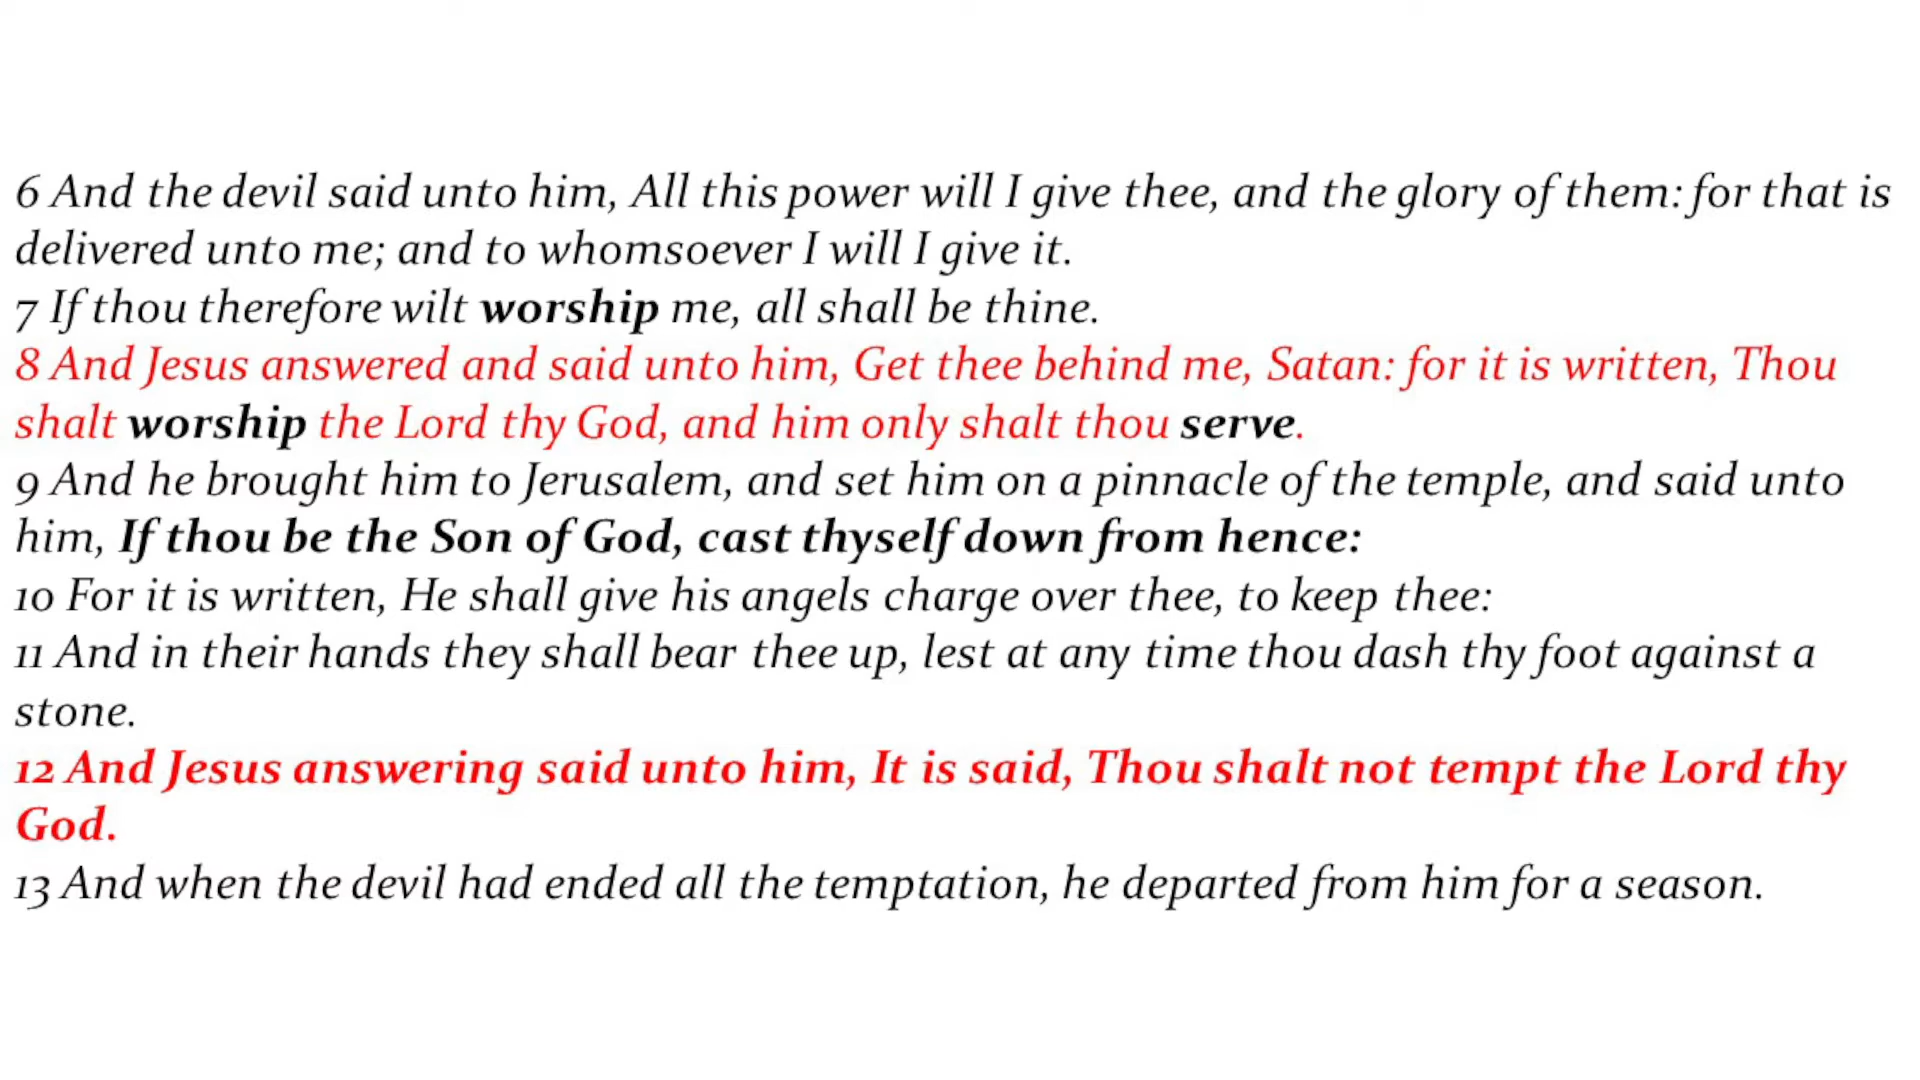 6 And the devil said unto him, All this power will I give thee, and the glory of them: for that is
delivered unto me; and to whomsoever I will I give it.
7 If thou therefore wilt worship me, all shall be thine.
8 And Jesus answered and said unto him, Get thee behind me, Satan: for it is written, Thou
shalt worship the Lord thy God, and him only shalt thou serve.
9 And he brought him to Jerusalem, and set him on a pinnacle of the temple, and said unto
him, If thou be the Son of God, cast thyself down from hence:
10 For it is written, He shall give his angels charge over thee, to keep thee:
11 And in their hands they shall bear thee up, lest at any time thou dash thy foot against a
stone.
12 And Jesus answering said unto him, It is said, Thou shalt not tempt the Lord thy
God.
13 And when the devil had ended all the temptation, he departed from him for a season.